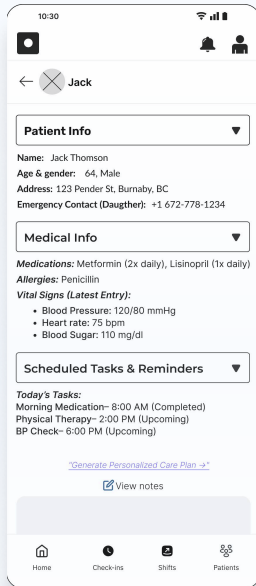 10:30
Jack
Patient Info
Name: Jack Thomson
Age & gender: 64, Male
Address: 123 Pender St, Burnaby, BC
Emergency Contact (Daugther): +1 672-778-1234
Medical Info
Medications: Metformin (2x daily), Lisinopril (1x daily)
Allergies: Penicillin
Vital Signs (Latest Entry):
• Blood Pressure: 120/80 mmHg
• Heart rate: 75 bpm
• Blood Sugar: 110 mg/dl
Scheduled Tasks & Reminders
Today's Tasks:
Morning Medication– 8:00 AM (Completed)
Physical Therapy– 2:00 PM (Upcoming)
BP Check– 6:00 PM (Upcoming)
"Generate Personalized Care Plan →"
View notes
Home Check-ins Shifts Patients